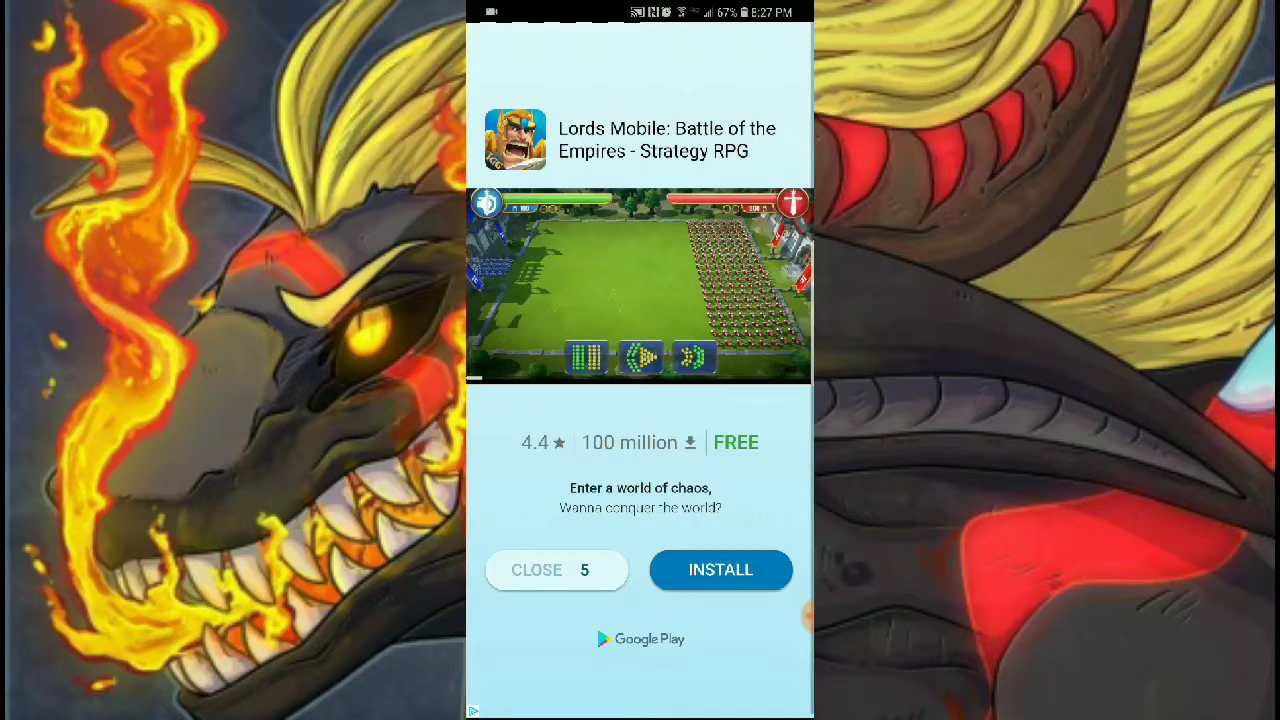 67% 8:27 PM
Lords Mobile: Battle of the
Empires - Strategy RPG
IGG
4.4★ 100 million FREE
Enter a world of chaos,
Wanna conquer the world?
CLOSE 5
INSTALL
Google Play